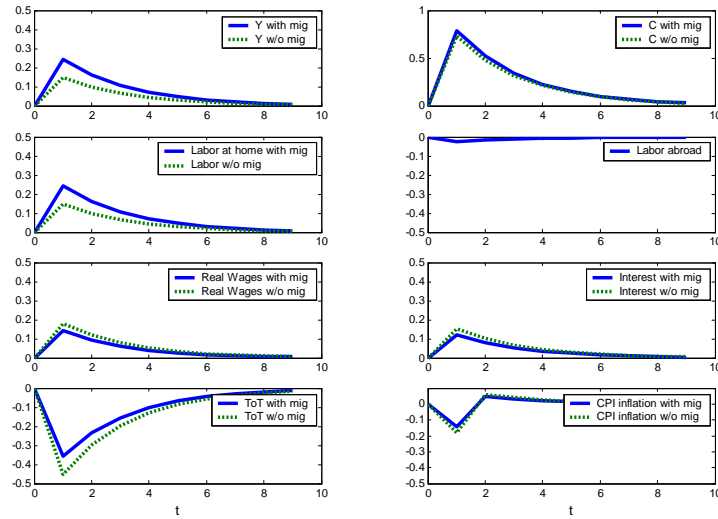 0.5
0.4
0.3
0.2
0.1
0
0 2 4 6 8 10
Y with mig
Y w/o mig
1
0.5
0
0 2 4 6 8 10
C with mig
C w/o mig
0.5
0.4
0.3
0.2
0.1
0
0 2 4 6 8 10
Labor at home with mig
Labor w/o mig
0
-0.1
-0.2
-0.3
-0.4
-0.5
0 2 4 6 8 10
Labor abroad
0.5
0.4
0.3
0.2
0.1
0
0 2 4 6 8 10
Real Wages with mig
Real Wages w/o mig
0.5
0.4
0.3
0.2
0.1
0
0 2 4 6 8 10
Interest with mig
Interest w/o mig
0
-0.1
-0.2
-0.3
-0.4
-0.5
0 2 4 6 8 10
ToT with mig
ToT w/o mig
t
0
-0.1
-0.2
-0.3
-0.4
-0.5
0 2 4 6 8 10
CPI inflation with mig
CPI inflation w/o mig
t